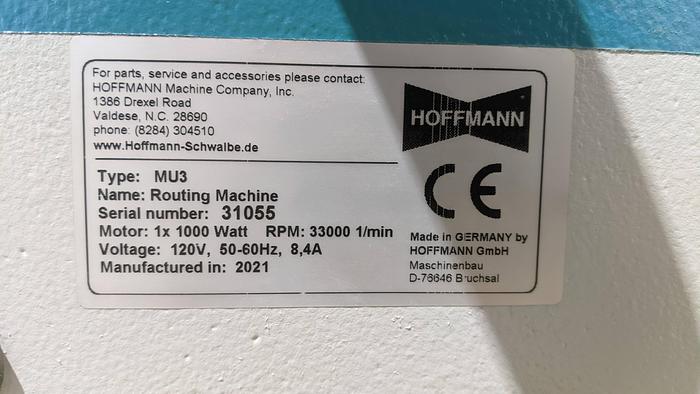 For parts, service and accessories please contact:
HOFFMANN Machine Company, Inc.
1386 Drexel Road
Valdese, N.C. 28690
phone: (8284) 304510
www.Hoffmann-Schwalbe.de
Type: MU3
Name: Routing Machine
Serial number: 31055
Motor: 1x 1000 Watt RPM: 33000 1/min
Voltage: 120V, 50-60Hz, 8,4A
Manufactured in: 2021
HOFFMANN
CE
Made in GERMANY by
HOFFMANN GmbH
Maschinenbau
D-76646 Bruchsal